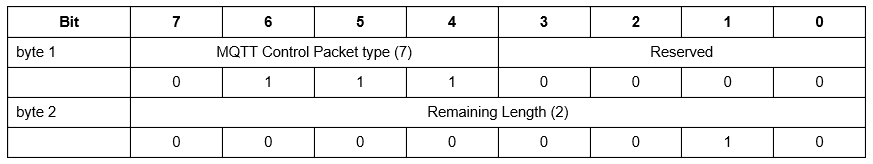 Bit 7 6 5 4 3 2 1 0
byte 1 MQTT Control Packet type (7) Reserved
0 1 1 1 0 0 0 0
byte 2 Remaining Length (2)
0 0 0 0 0 0 1 0